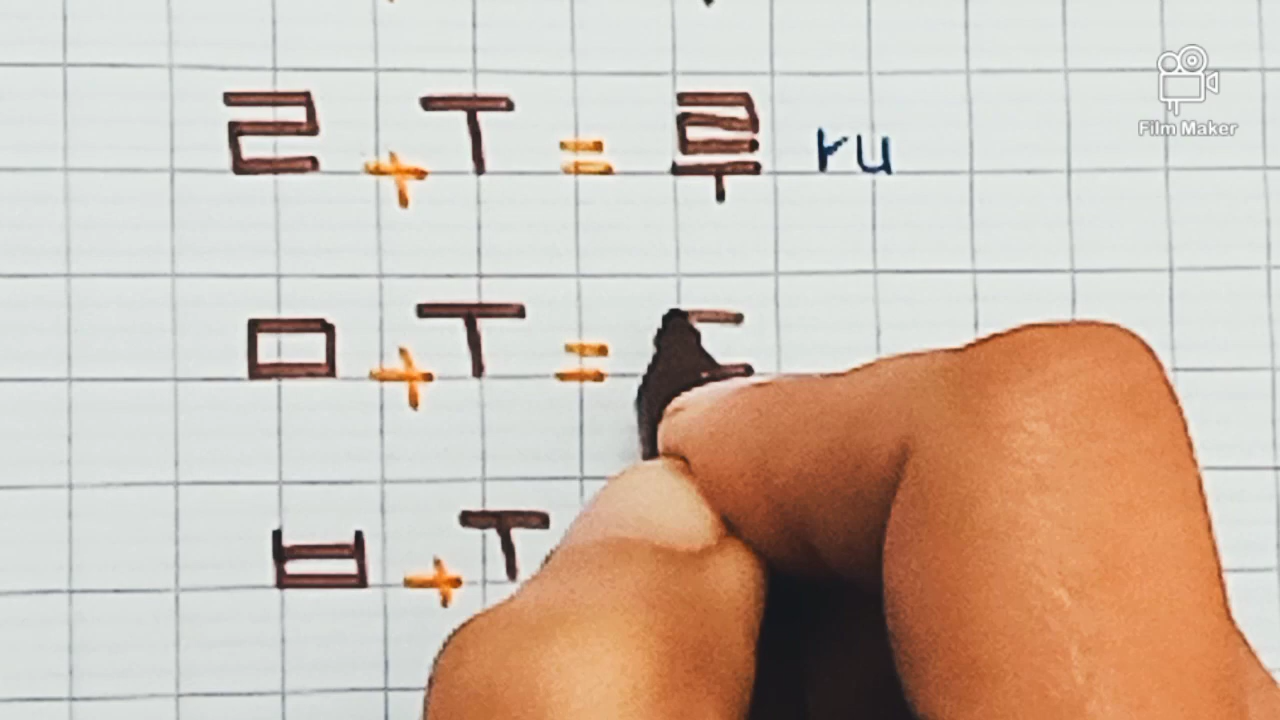 ㄹ + ㅜ = 루 ru
Film Maker
ㅁ + ㅜ =
ㅂ + ㅜ